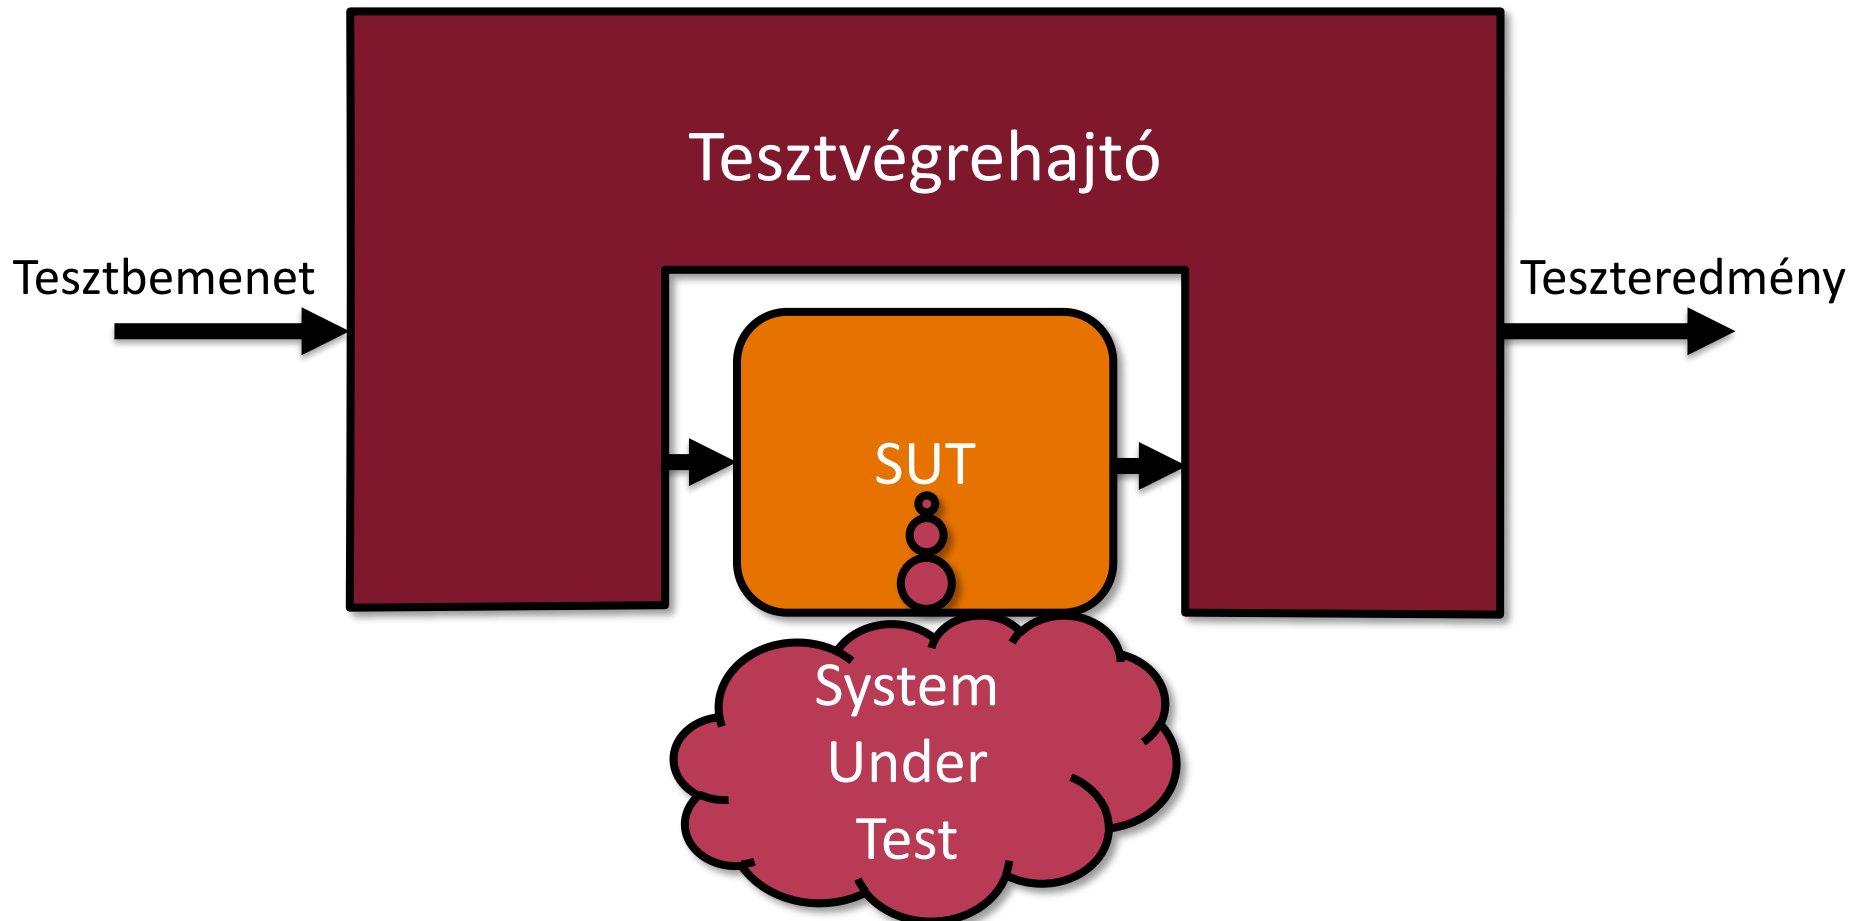 Tesztvégrehajtó
Tesztbemenet
Teszteredmény
SUT
System
Under
Test